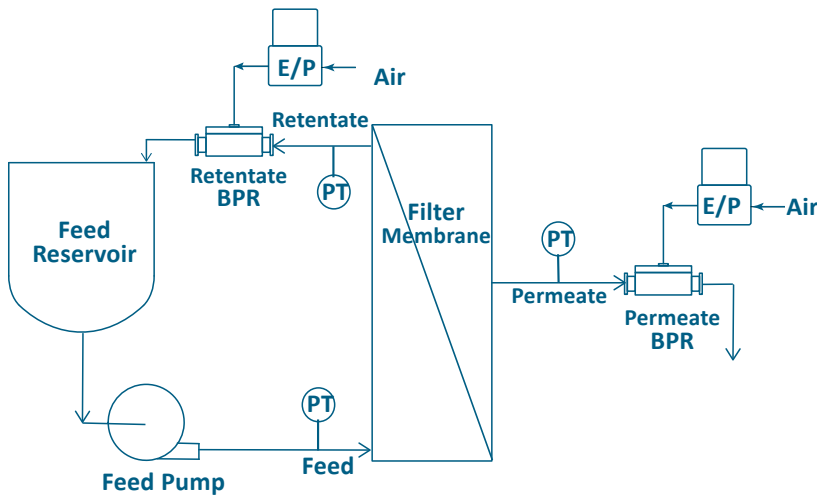 E/P
Air
Retentate
Retentate
BPR
PT
Feed
Reservoir
Filter
Membrane
E/P
Air
PT
Permeate
Permeate
BPR
PT
Feed
Feed Pump